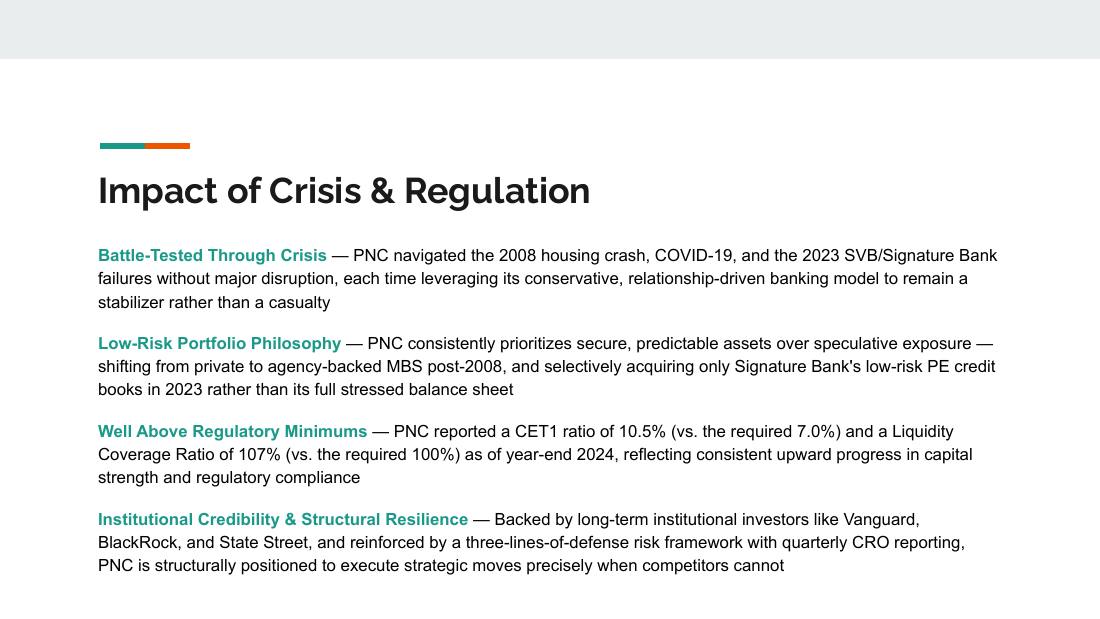 Impact of Crisis & Regulation
Battle-Tested Through Crisis — PNC navigated the 2008 housing crash, COVID-19, and the 2023 SVB/Signature Bank
failures without major disruption, each time leveraging its conservative, relationship-driven banking model to remain a
stabilizer rather than a casualty
Low-Risk Portfolio Philosophy — PNC consistently prioritizes secure, predictable assets over speculative exposure —
shifting from private to agency-backed MBS post-2008, and selectively acquiring only Signature Bank's low-risk PE credit
books in 2023 rather than its full stressed balance sheet
Well Above Regulatory Minimums — PNC reported a CET1 ratio of 10.5% (vs. the required 7.0%) and a Liquidity
Coverage Ratio of 107% (vs. the required 100%) as of year-end 2024, reflecting consistent upward progress in capital
strength and regulatory compliance
Institutional Credibility & Structural Resilience — Backed by long-term institutional investors like Vanguard,
BlackRock, and State Street, and reinforced by a three-lines-of-defense risk framework with quarterly CRO reporting,
PNC is structurally positioned to execute strategic moves precisely when competitors cannot